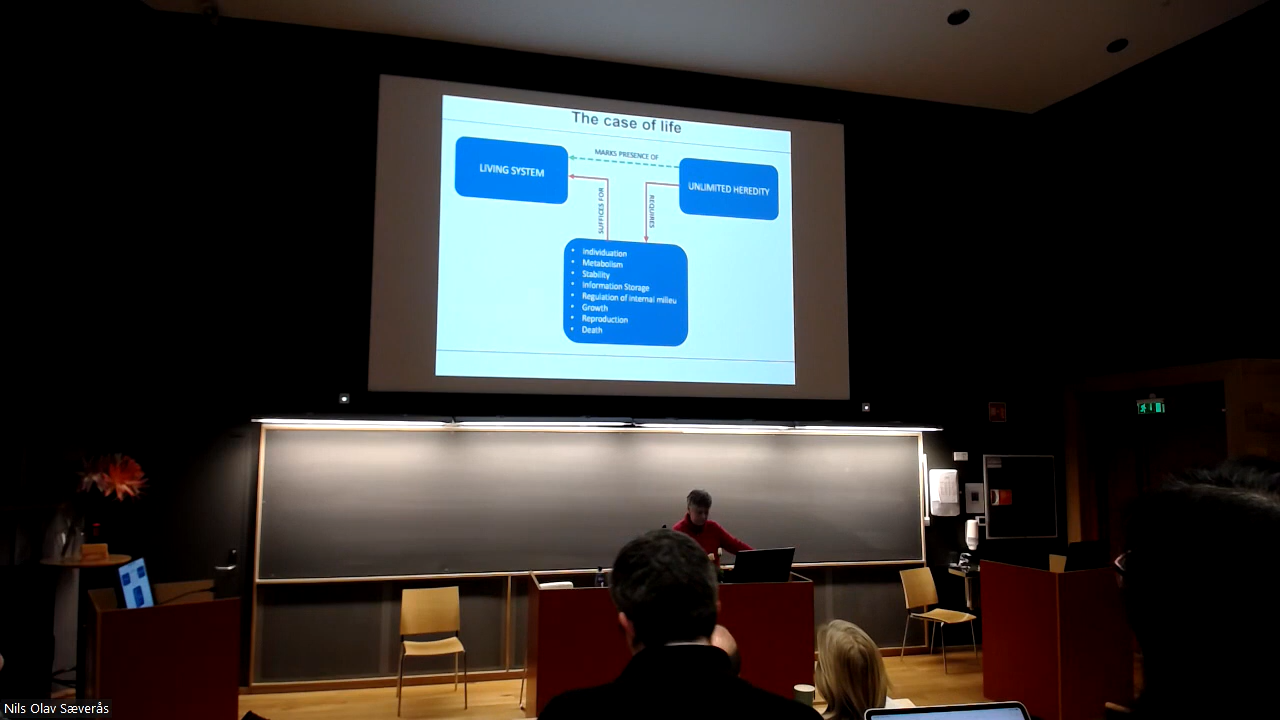 The case of life
MARKS PRESENCE OF
LIVING SYSTEM
UNLIMITED HEREDITY
SUFFICES FOR
REQUIRES
• Individuation
• Metabolism
• Stability
• Information Storage
• Regulation of internal milieu
• Growth
• Reproduction
• Death
Nils Olav Sæverås